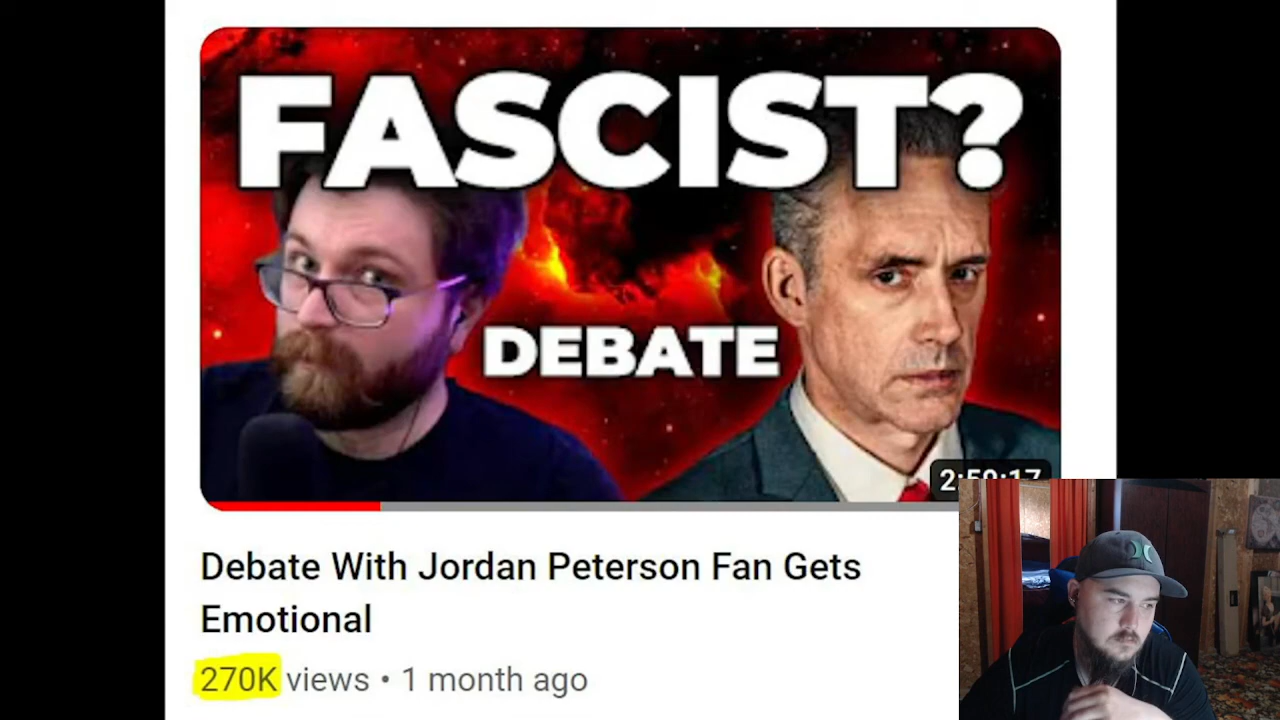 FASCIST?
DEBATE
Debate With Jordan Peterson Fan Gets
Emotional
270K views • 1 month ago